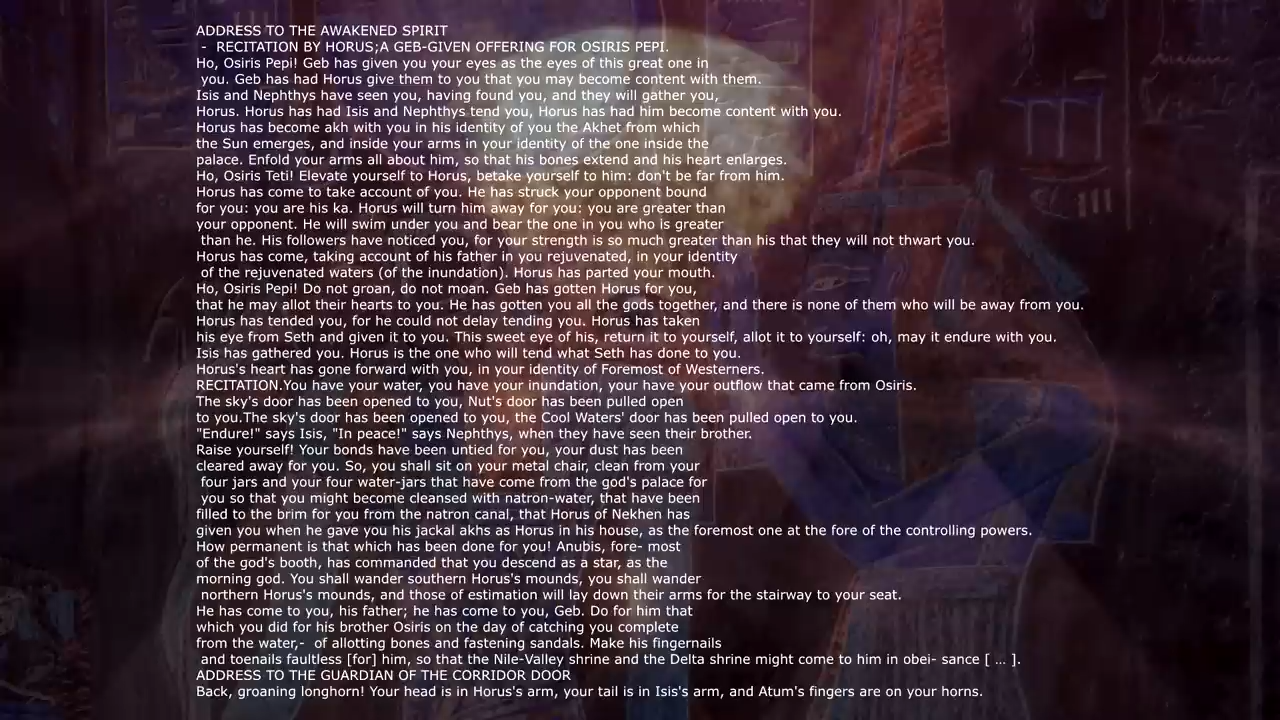 ADDRESS TO THE AWAKENED SPIRIT
-  RECITATION BY HORUS;A GEB-GIVEN OFFERING FOR OSIRIS PEPI.
Ho, Osiris Pepi! Geb has given you your eyes as the eyes of this great one in
you. Geb has had Horus give them to you that you may become content with them.
Isis and Nephthys have seen you, having found you, and they will gather you,
Horus. Horus has had Isis and Nephthys tend you, Horus has had him become content with you.
Horus has become akh with you in his identity of you the Akhet from which
the Sun emerges, and inside your arms in your identity of the one inside the
palace. Enfold your arms all about him, so that his bones extend and his heart enlarges.
Ho, Osiris Teti! Elevate yourself to Horus, betake yourself to him: don't be far from him.
Horus has come to take account of you. He has struck your opponent bound
for you: you are his ka. Horus will turn him away for you: you are greater than
your opponent. He will swim under you and bear the one in you who is greater
than he. His followers have noticed you, for your strength is so much greater than his that they will not thwart you.
Horus has come, taking account of his father in you rejuvenated, in your identity
of the rejuvenated waters (of the inundation). Horus has parted your mouth.
Ho, Osiris Pepi! Do not groan, do not moan. Geb has gotten Horus for you,
that he may allot their hearts to you. He has gotten you all the gods together, and there is none of them who will be away from you.
Horus has tended you, for he could not delay tending you. Horus has taken
his eye from Seth and given it to you. This sweet eye of his, return it to yourself, allot it to yourself: oh, may it endure with you.
Isis has gathered you. Horus is the one who will tend what Seth has done to you.
Horus's heart has gone forward with you, in your identity of Foremost of Westerners.
RECITATION.You have your water, you have your inundation, your have your outflow that came from Osiris.
The sky's door has been opened to you, Nut's door has been pulled open
to you.The sky's door has been opened to you, the Cool Waters' door has been pulled open to you.
"Endure!" says Isis, "In peace!" says Nephthys, when they have seen their brother.
Raise yourself! Your bonds have been untied for you, your dust has been
cleared away for you. So, you shall sit on your metal chair, clean from your
four jars and your four water-jars that have come from the god's palace for
you so that you might become cleansed with natron-water, that have been
filled to the brim for you from the natron canal, that Horus of Nekhen has
given you when he gave you his jackal akhs as Horus in his house, as the foremost one at the fore of the controlling powers.
How permanent is that which has been done for you! Anubis, fore- most
of the god's booth, has commanded that you descend as a star, as the
morning god. You shall wander southern Horus's mounds, you shall wander
northern Horus's mounds, and those of estimation will lay down their arms for the stairway to your seat.
He has come to you, his father; he has come to you, Geb. Do for him that
which you did for his brother Osiris on the day of catching you complete
from the water,-  of allotting bones and fastening sandals. Make his fingernails
and toenails faultless [for] him, so that the Nile-Valley shrine and the Delta shrine might come to him in obei- sance [ ... ].
ADDRESS TO THE GUARDIAN OF THE CORRIDOR DOOR
Back, groaning longhorn! Your head is in Horus's arm, your tail is in Isis's arm, and Atum's fingers are on your horns.